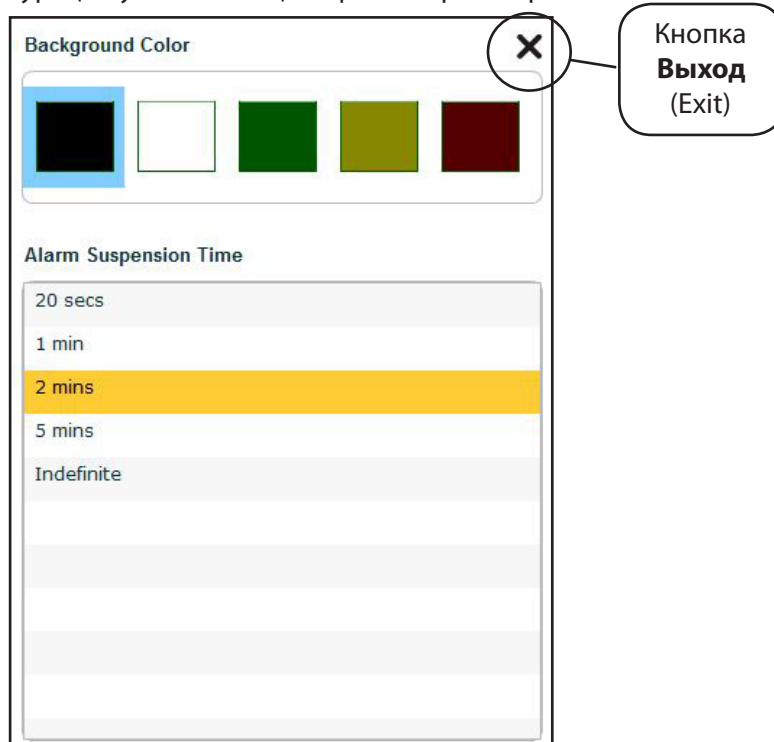 Background Color
Кнопка
Выход
(Exit)
Alarm Suspension Time
20 secs
1 min
2 mins
5 mins
Indefinite